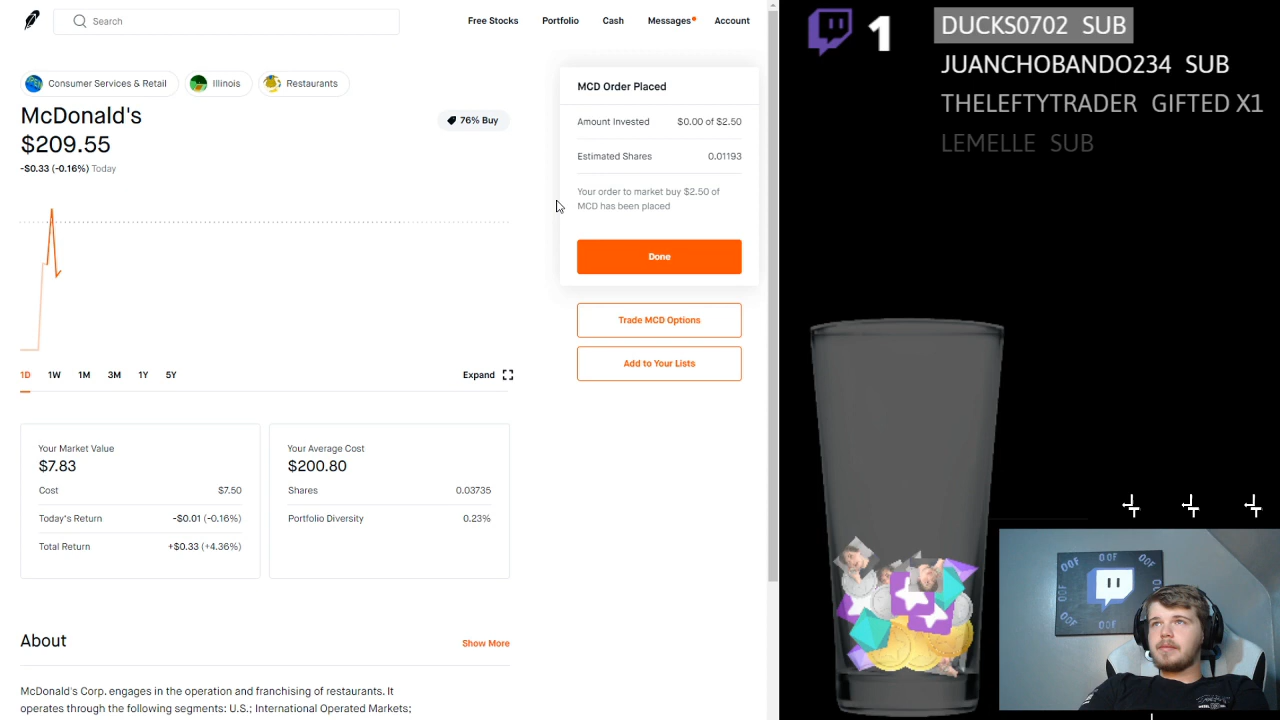 Search
Free Stocks
Portfolio
Cash
Messages
Account
Consumer Services & Retail
Illinois
Restaurants
McDonald's
$209.55
-$0.33 (-0.16%) Today
76% Buy
1D
1W
1M
3M
1Y
5Y
Expand
Your Market Value
$7.83
Cost $7.50
Today's Return -$0.01 (-0.16%)
Total Return +$0.33 (+4.36%)
Your Average Cost
$200.80
Shares 0.03735
Portfolio Diversity 0.23%
About
Show More
McDonald's Corp. engages in the operation and franchising of restaurants. It
operates through the following segments: U.S.; International Operated Markets;
MCD Order Placed
Amount Invested $0.00 of $2.50
Estimated Shares 0.01193
Your order to market buy $2.50 of
MCD has been placed
Done
Trade MCD Options
Add to Your Lists
1
DUCKS0702 SUB
JUANCHOBANDO234 SUB
THELEFTYTRADER GIFTED X1
LEMELLE SUB
OOF
OOF
OOF
OOF
OOF
OOF